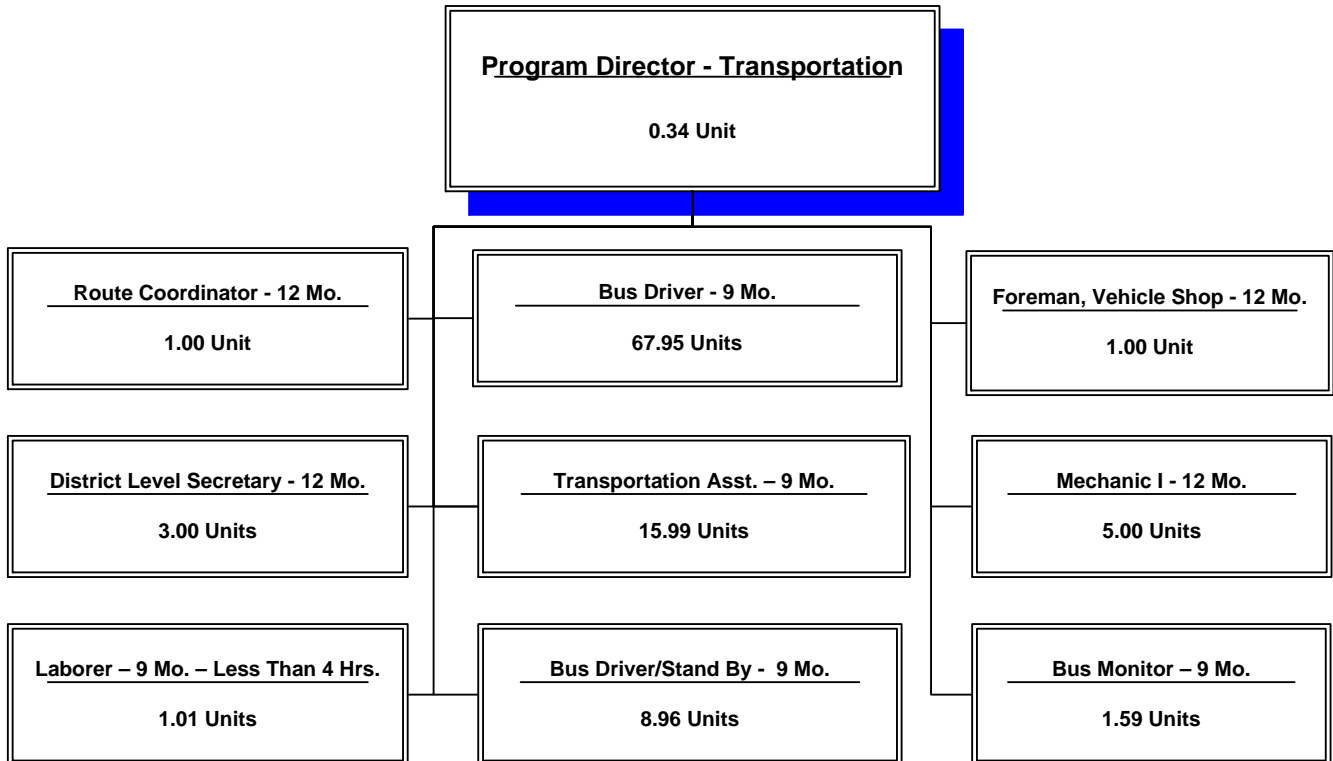 Program Director - Transportation
0.34 Unit
Route Coordinator - 12 Mo.
1.00 Unit
Bus Driver - 9 Mo.
67.95 Units
Foreman, Vehicle Shop - 12 Mo.
1.00 Unit
District Level Secretary - 12 Mo.
3.00 Units
Transportation Asst. – 9 Mo.
15.99 Units
Mechanic I - 12 Mo.
5.00 Units
Laborer – 9 Mo. – Less Than 4 Hrs.
1.01 Units
Bus Driver/Stand By - 9 Mo.
8.96 Units
Bus Monitor – 9 Mo.
1.59 Units